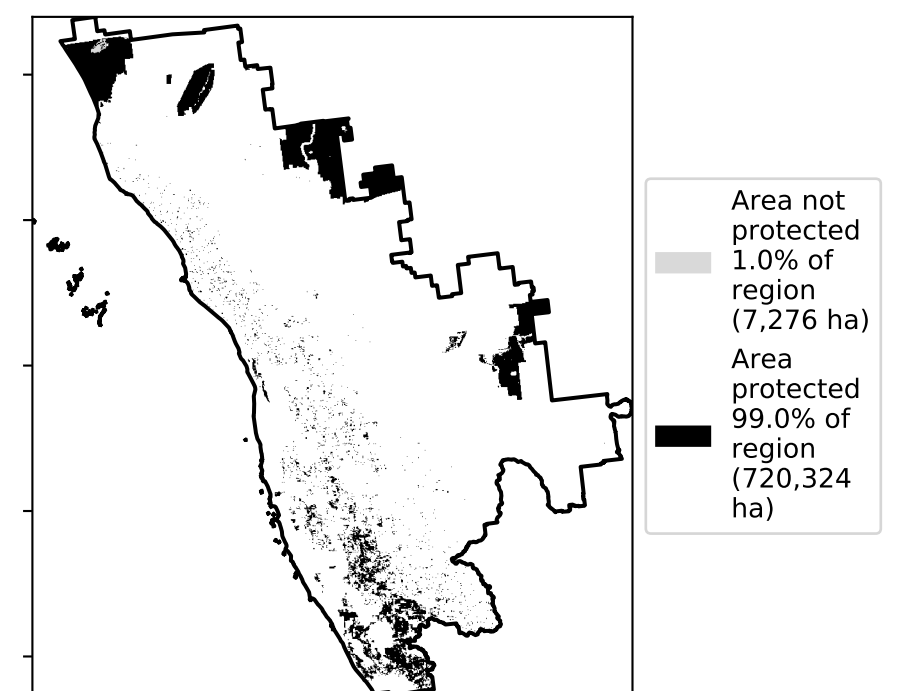 Area not
protected
1.0% of
region
(7,276 ha)
Area
protected
99.0% of
region
(720,324
ha)